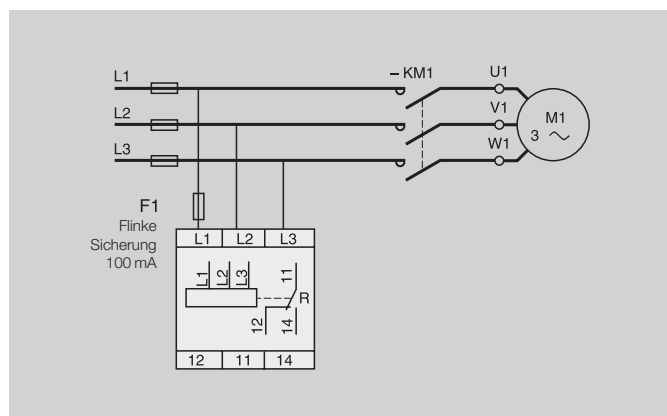 L1
– KM1
U1
L2
V1
M1
3
L3
W1
F1
Flinke
Sicherung
100 mA
L1 L2 L3
L1
L2
L3
11
R
12
14
12 11 14